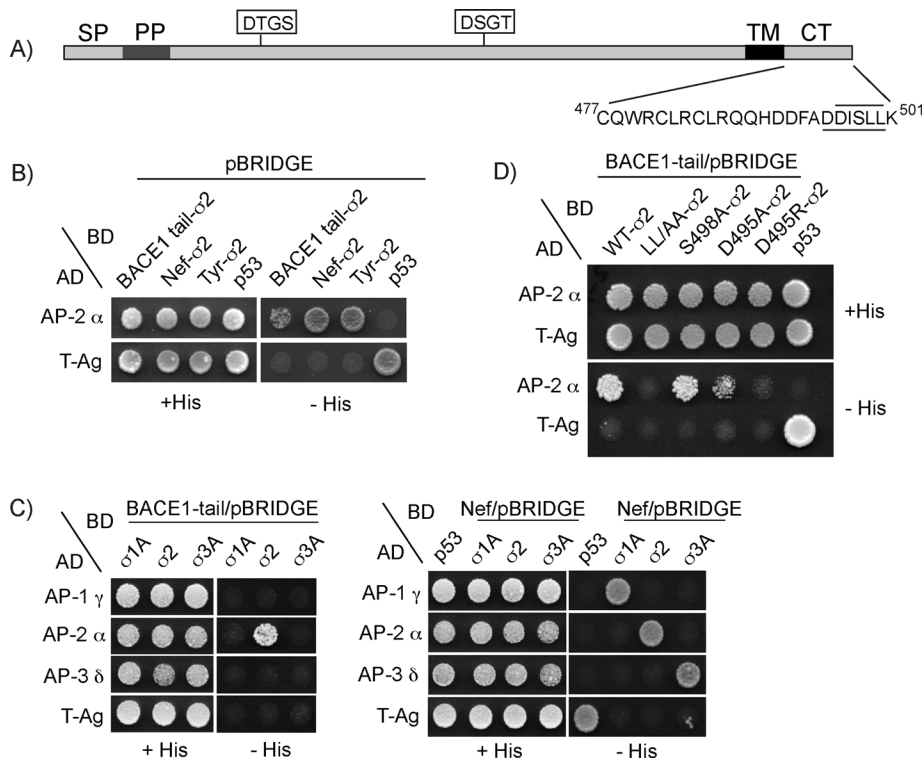 A)
SP PP DTGS DSGT TM CT
477CQWRCLRCLRQQHDDFADDISLLK501
B)
pBRIDGE
BD
AD
BACE1 tail-σ2 Nef-σ2 Tyr-σ2 p53 BACE1 tail-σ2 Nef-σ2 Tyr-σ2 p53
AP-2 α
T-Ag
+His - His
D)
BACE1-tail/pBRIDGE
BD
AD
WT-σ2 LL/AA-σ2 S498A-σ2 D495A-σ2 D495R-σ2 p53
AP-2 α
T-Ag
+His
AP-2 α
T-Ag
- His
C)
BACE1-tail/pBRIDGE
BD
AD
σ1A σ2 σ3A σ1A σ2 σ3A
AP-1 γ
AP-2 α
AP-3 δ
T-Ag
+ His - His
Nef/pBRIDGE Nef/pBRIDGE
BD
AD
p53 σ1A σ2 σ3A p53 σ1A σ2 σ3A
AP-1 γ
AP-2 α
AP-3 δ
T-Ag
+ His - His